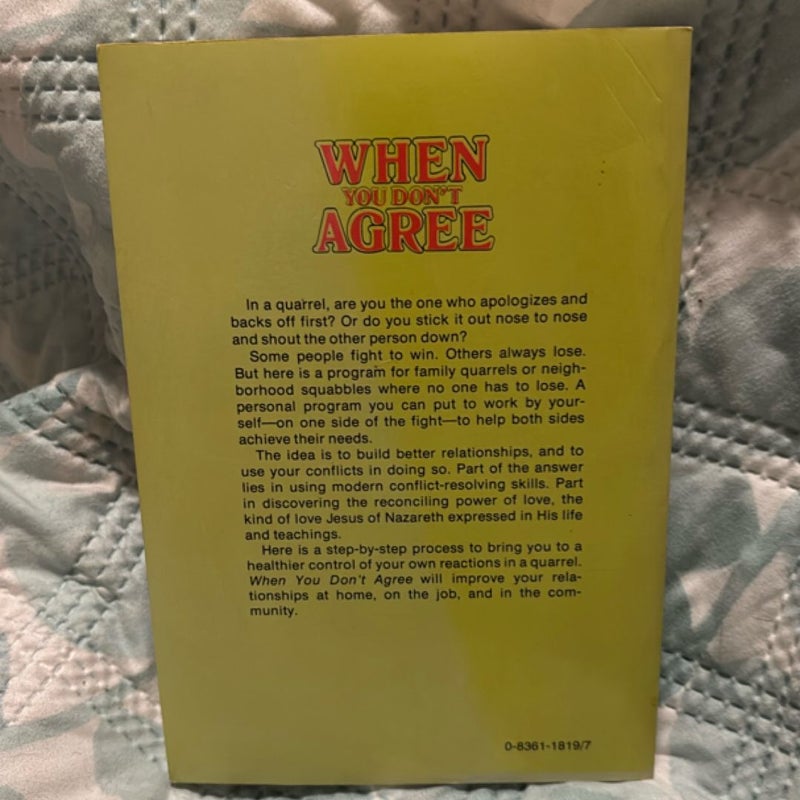 WHEN
YOU DON'T
AGREE
In a quarrel, are you the one who apologizes and
backs off first? Or do you stick it out nose to nose
and shout the other person down?
Some people fight to win. Others always lose.
But here is a program for family quarrels or neigh-
borhood squabbles where no one has to lose. A
personal program you can put to work by your-
self—on one side of the fight—to help both sides
achieve their needs.
The idea is to build better relationships, and to
use your conflicts in doing so. Part of the answer
lies in using modern conflict-resolving skills. Part
in discovering the reconciling power of love, the
kind of love Jesus of Nazareth expressed in His life
and teachings.
Here is a step-by-step process to bring you to a
healthier control of your own reactions in a quarrel.
When You Don't Agree will improve your rela-
tionships at home, on the job, and in the com-
munity.
0-8361-1819/7